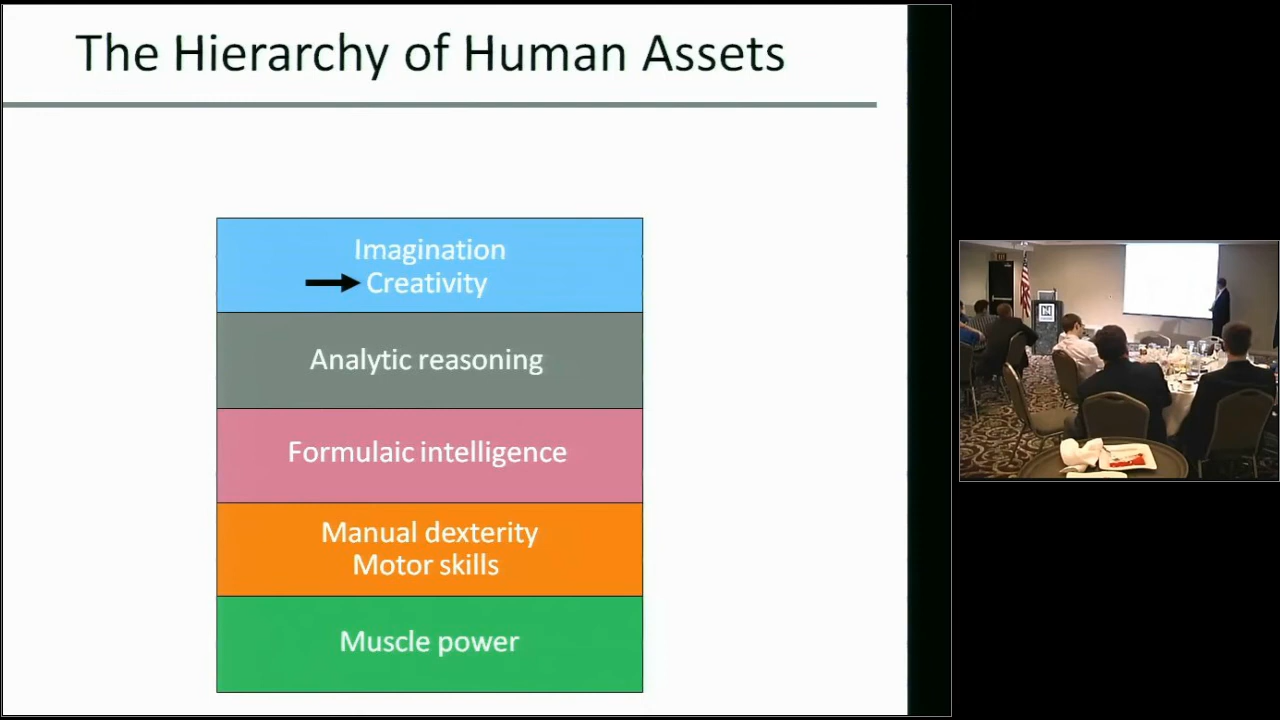 The Hierarchy of Human Assets
Imagination
Creativity
Analytic reasoning
Formulaic intelligence
Manual dexterity
Motor skills
Muscle power
N